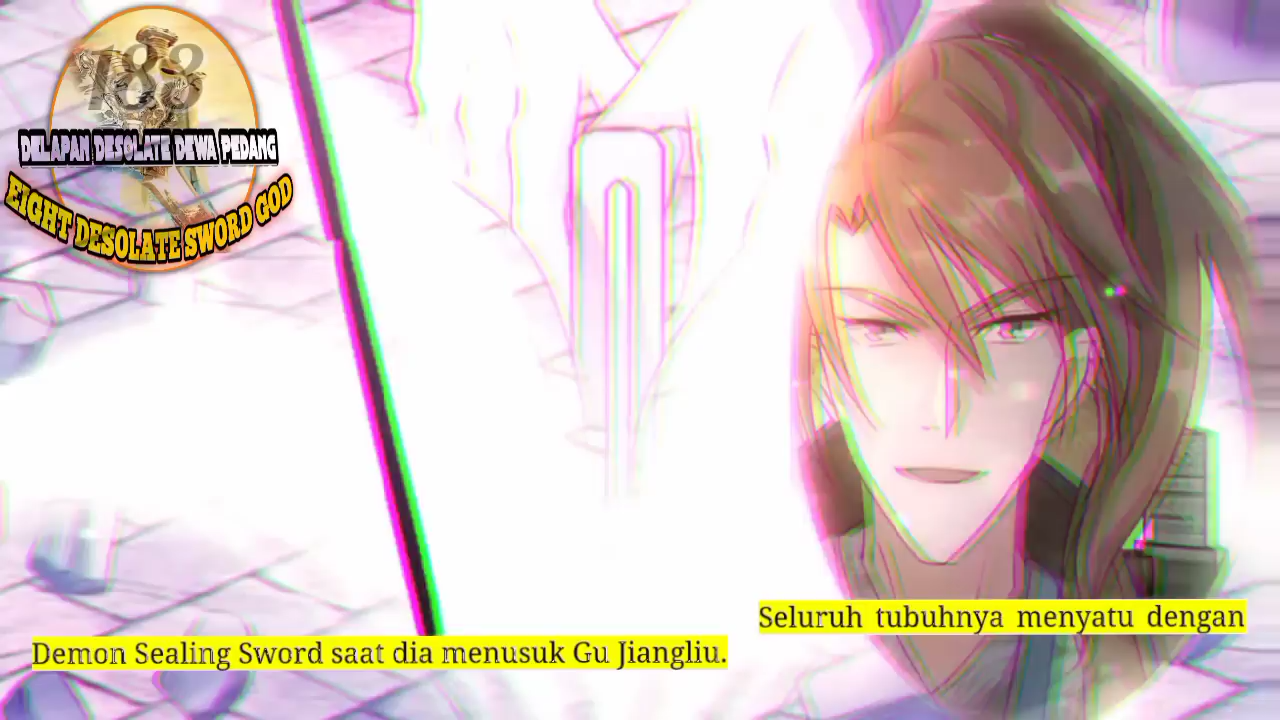 183
DELAPAN DESOLATE DEWA PEDANG
EIGHT DESOLATE SWORD GOD
Seluruh tubuhnya menyatu dengan
Demon Sealing Sword saat dia menusuk Gu Jiangliu.